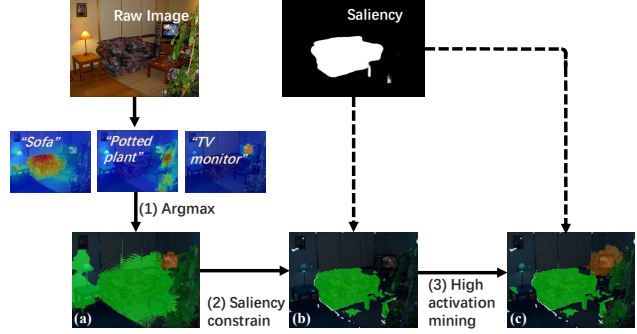 Raw Image
Saliency
"Sofa"
"Potted
plant"
"TV
monitor"
(1) Argmax
(2) Saliency
constrain
(3) High
activation
mining
(a)
(b)
(c)